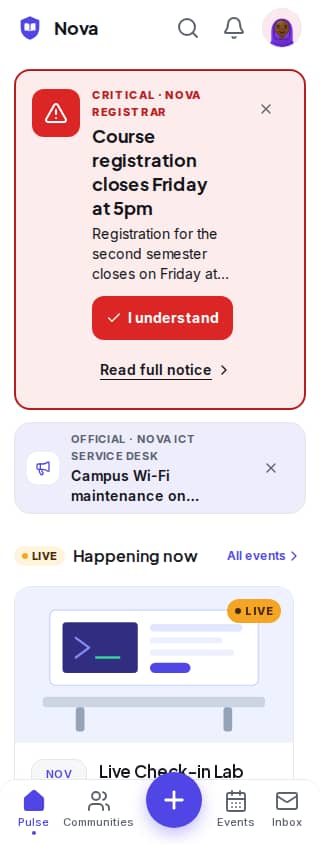 Nova
CRITICAL · NOVA
REGISTRAR
Course
registration
closes Friday
at 5pm
Registration for the
second semester
closes on Friday at…
I understand
Read full notice
OFFICIAL · NOVA ICT
SERVICE DESK
Campus Wi-Fi
maintenance on…
LIVE
Happening now
All events
LIVE
NOV
Live Check-in Lab
Pulse
Communities
Events
Inbox